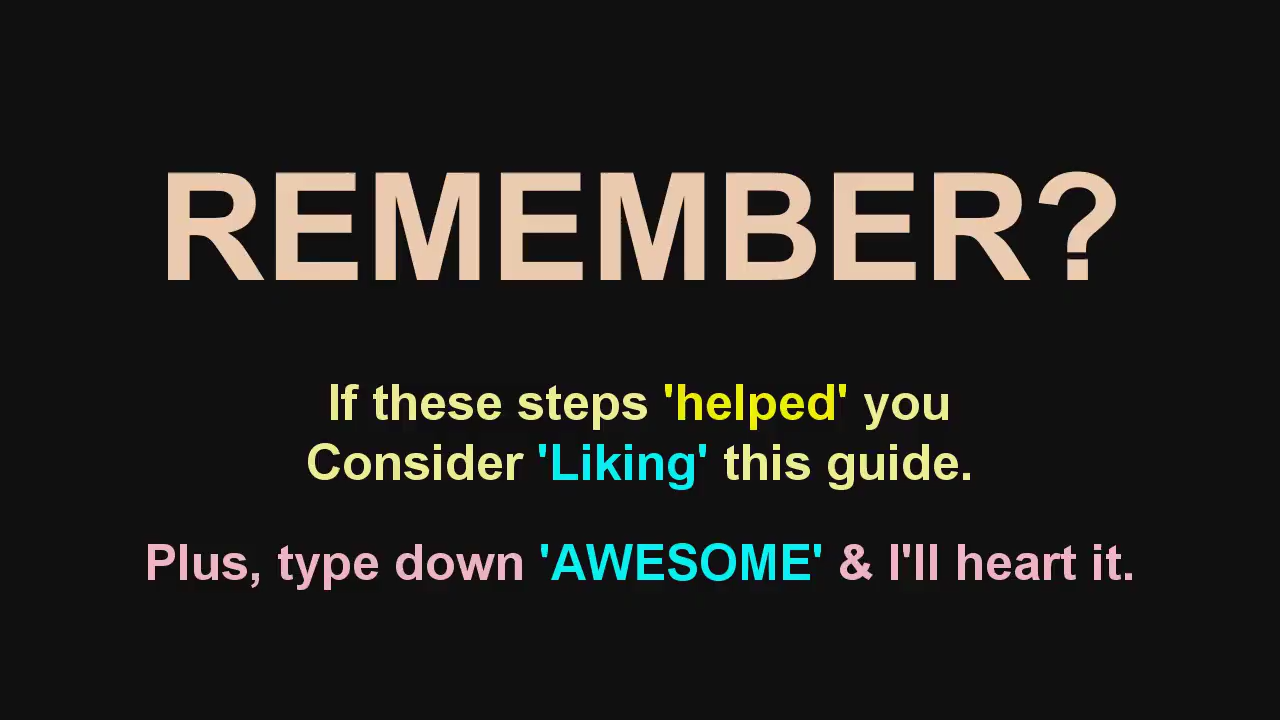 REMEMBER?
If these steps 'helped' you
Consider 'Liking' this guide.
Plus, type down 'AWESOME' & I'll heart it.